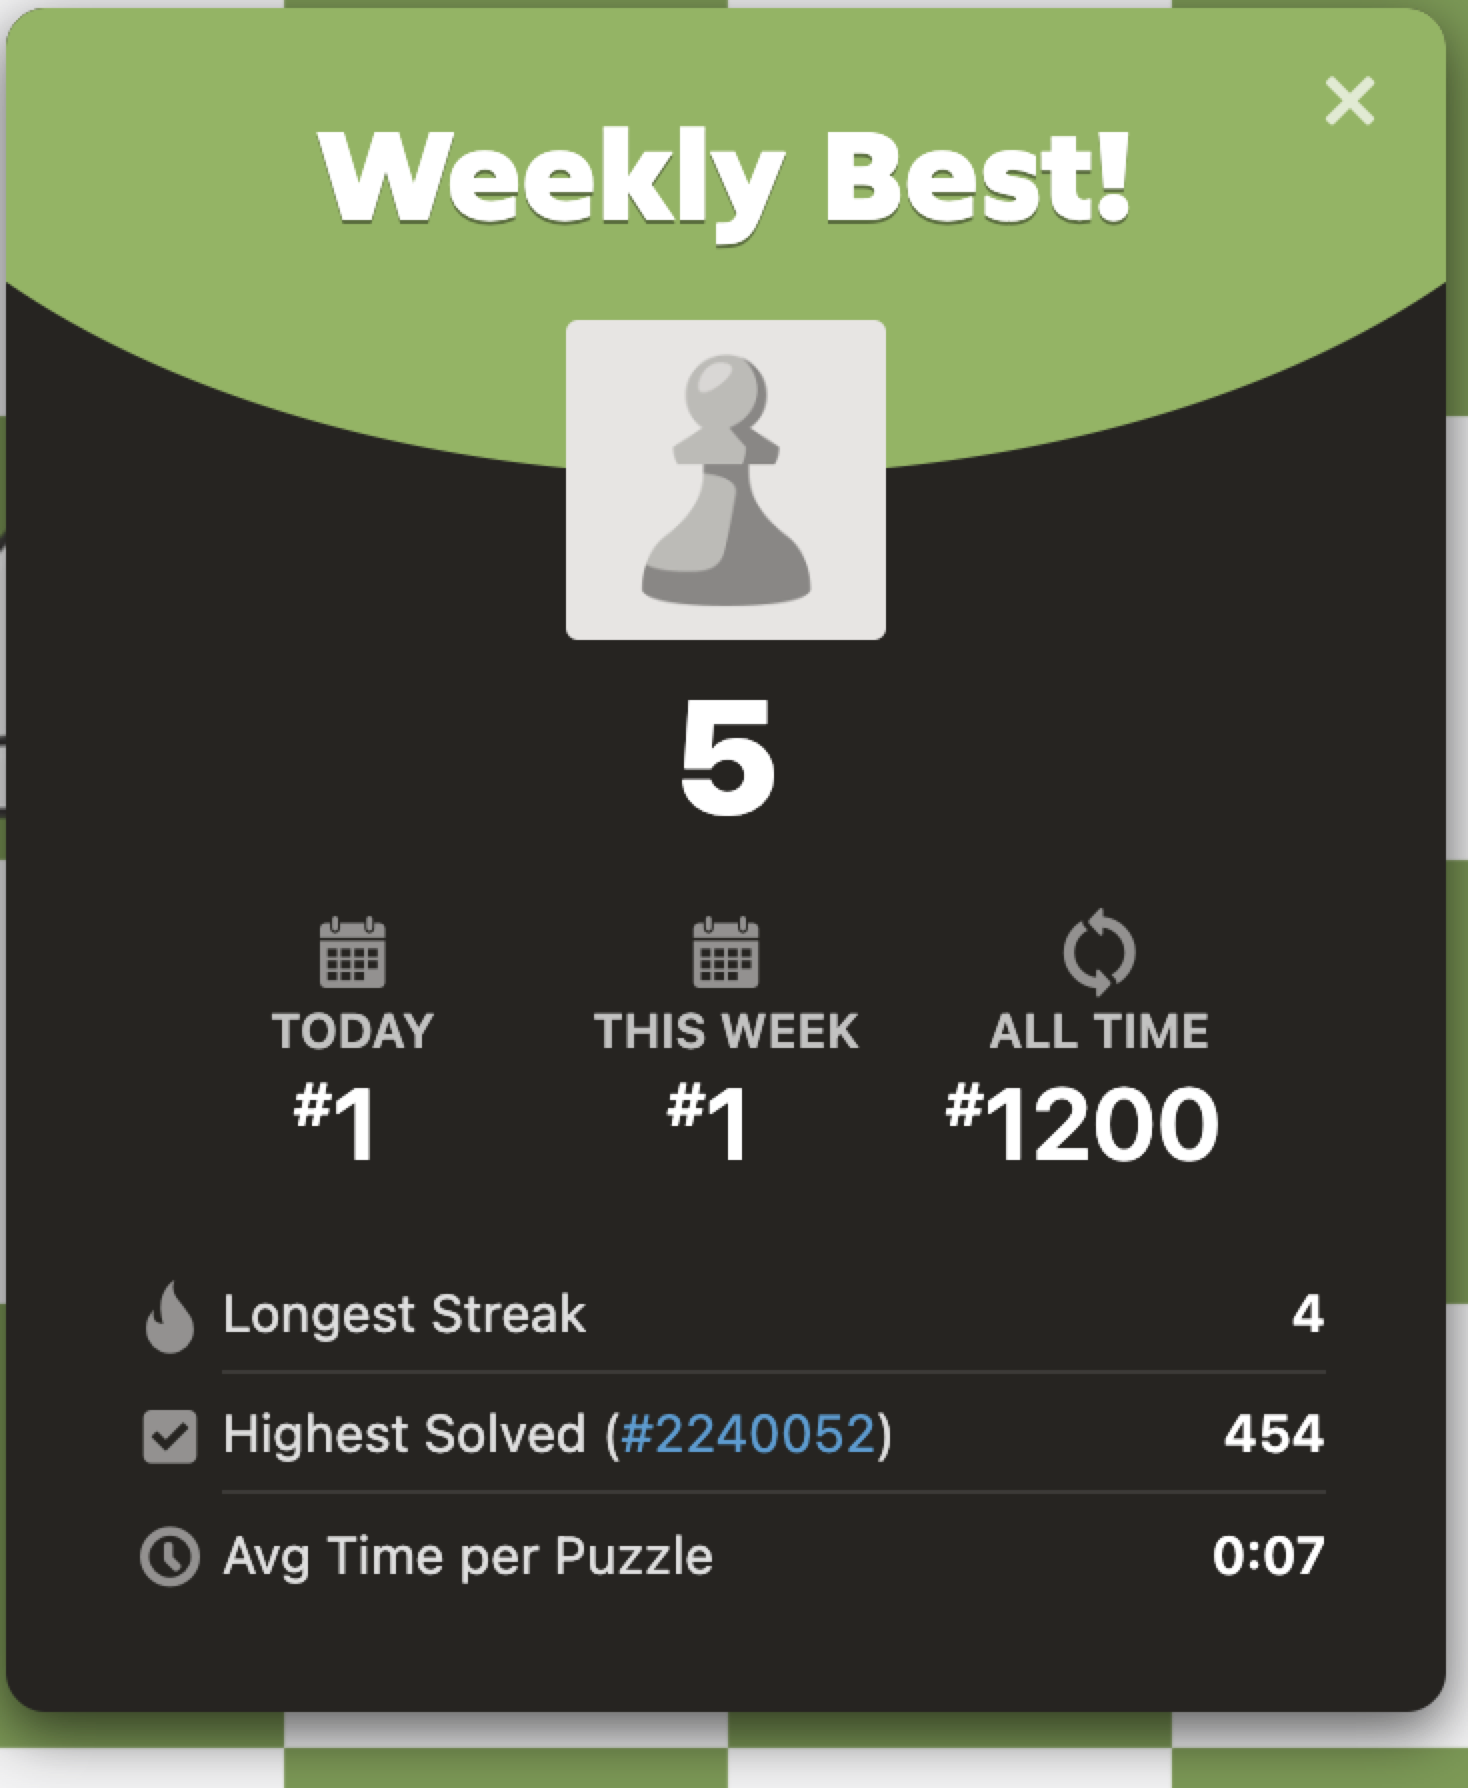 Weekly Best!
5
TODAY
#1
THIS WEEK
#1
ALL TIME
#1200
Longest Streak 4
Highest Solved (#2240052) 454
Avg Time per Puzzle 0:07